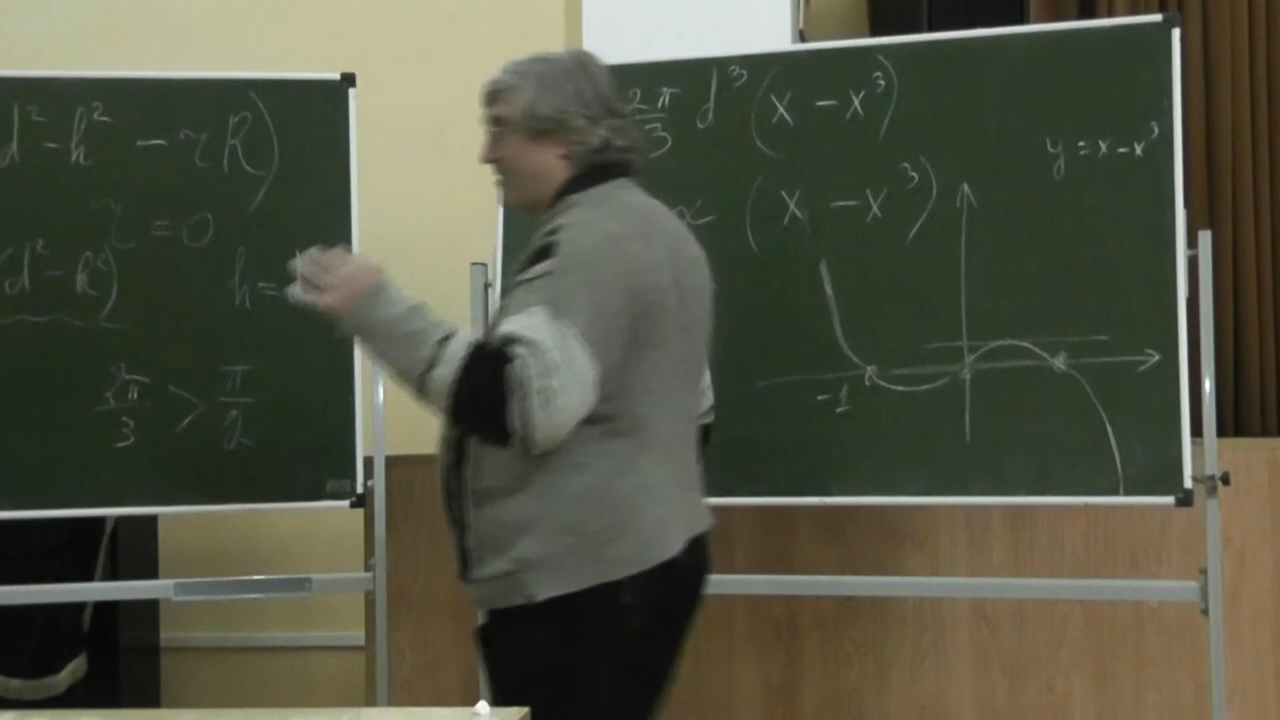 d² - h² - rR)
r = 0
(d² - h²)
h =
2π/3 > π/2
2π/3 d³ (x - x³)
(x - x³)
y = x - x³
-1